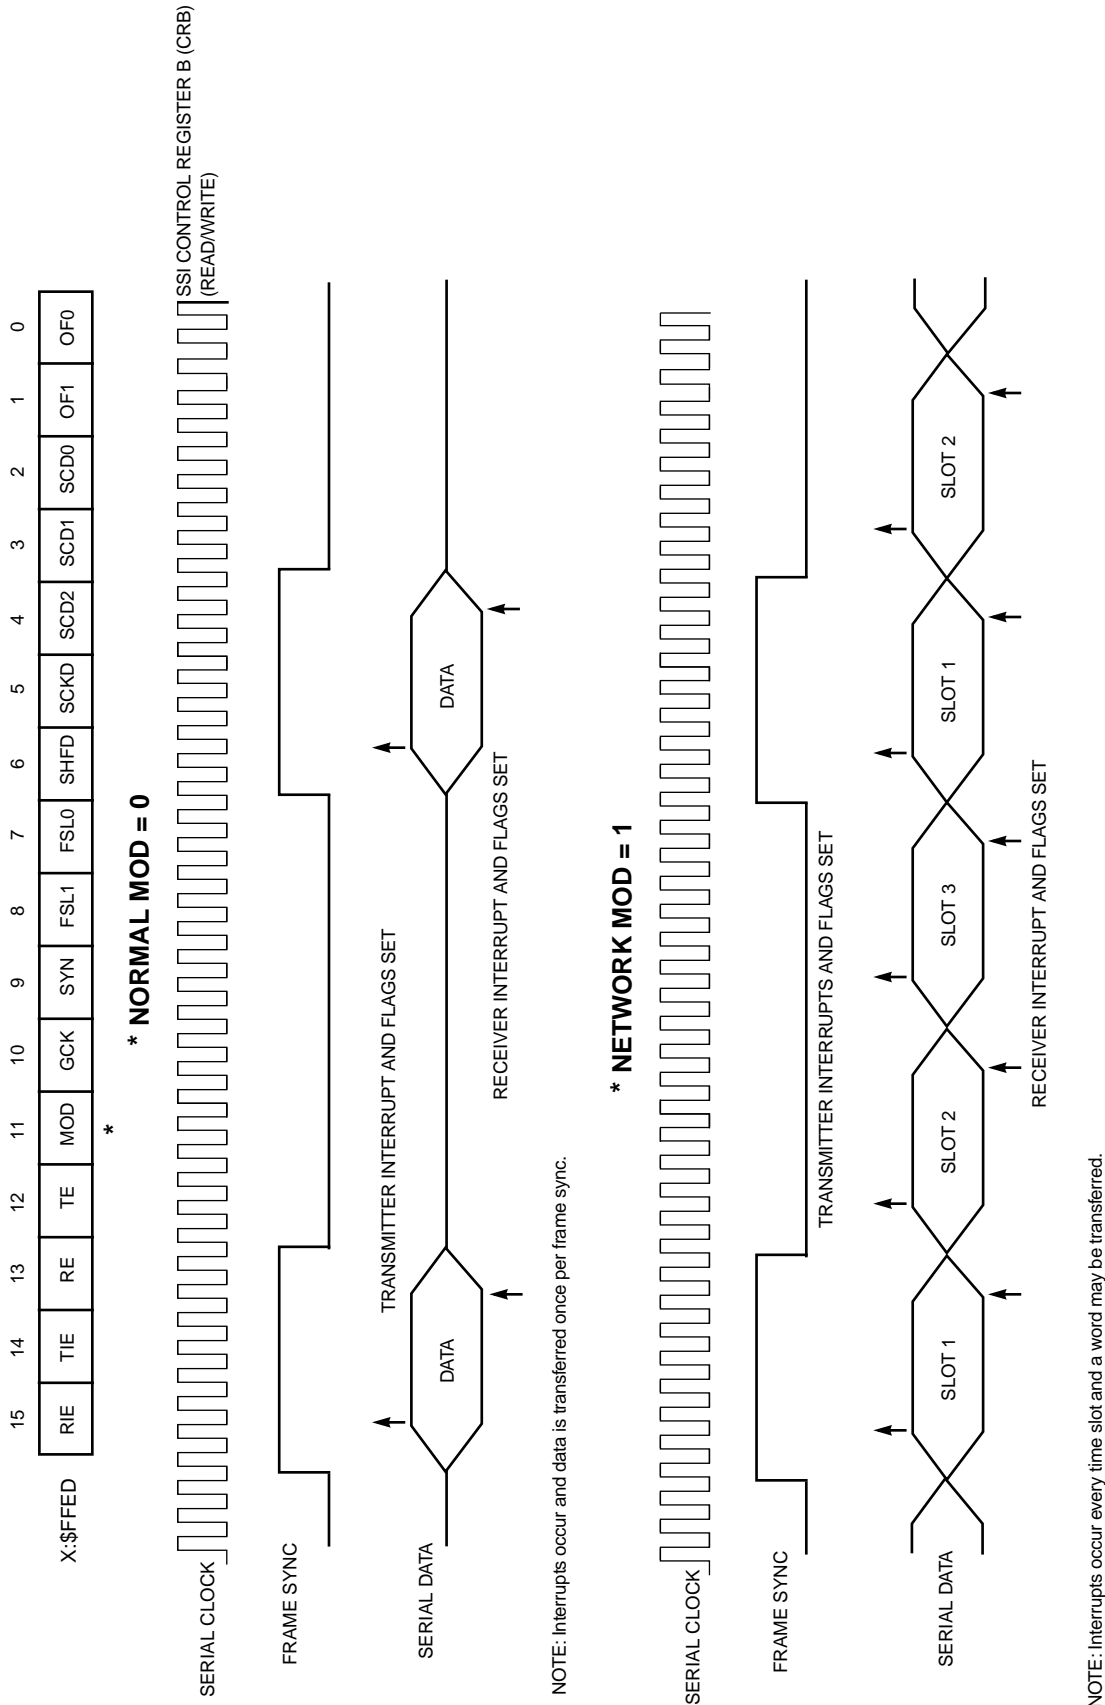 15 14 13 12 11 10 9 8 7 6 5 4 3 2 1 0
X:$FFED RIE TIE RE TE MOD GCK SYN FSL1 FSL0 SHFD SCKD SCD2 SCD1 SCD0 OF1 OF0
*
SSI CONTROL REGISTER B (CRB)
(READ/WRITE)
* NORMAL MOD = 0
SERIAL CLOCK
FRAME SYNC
TRANSMITTER INTERRUPT AND FLAGS SET
SERIAL DATA DATA DATA
RECEIVER INTERRUPT AND FLAGS SET
NOTE: Interrupts occur and data is transferred once per frame sync.
* NETWORK MOD = 1
SERIAL CLOCK
FRAME SYNC
TRANSMITTER INTERRUPTS AND FLAGS SET
SERIAL DATA SLOT 1 SLOT 2 SLOT 3 SLOT 1 SLOT 2
RECEIVER INTERRUPT AND FLAGS SET
NOTE: Interrupts occur every time slot and a word may be transferred.